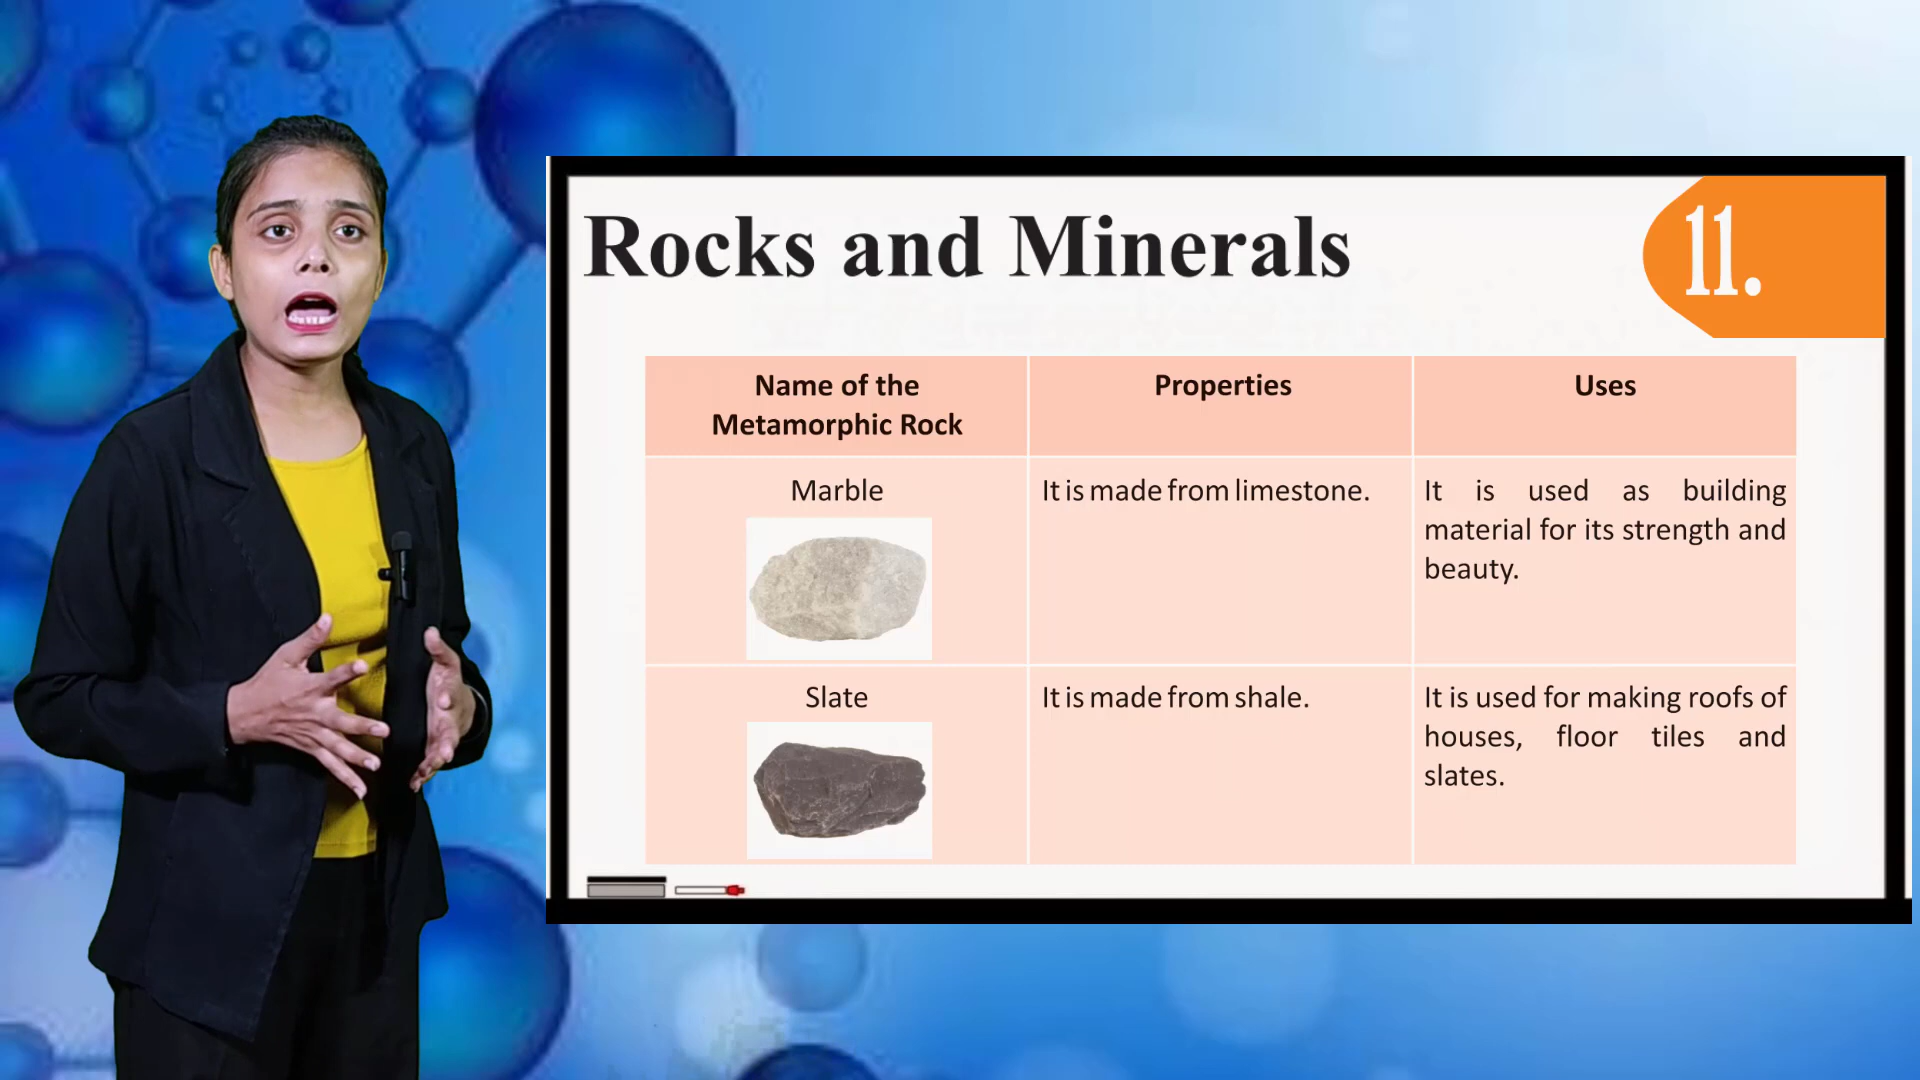 Rocks and Minerals
11.
Name of the
Metamorphic Rock
Properties
Uses
Marble
It is made from limestone.
It is used as building
material for its strength and
beauty.
Slate
It is made from shale.
It is used for making roofs of
houses, floor tiles and
slates.